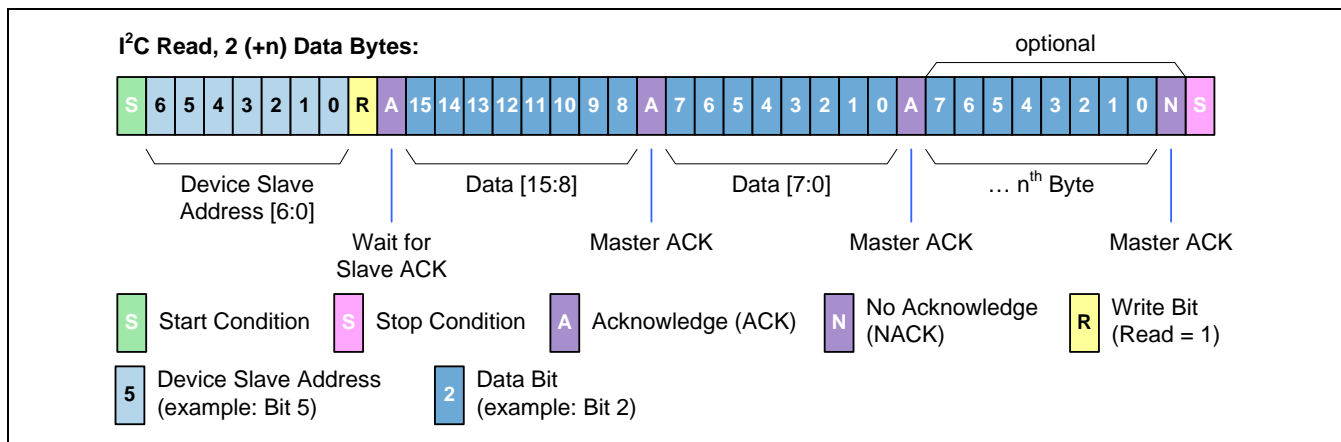 I²C Read, 2 (+n) Data Bytes:
optional
S 6 5 4 3 2 1 0 R A 15 14 13 12 11 10 9 8 A 7 6 5 4 3 2 1 0 A 7 6 5 4 3 2 1 0 N S
Device Slave Address [6:0]
Data [15:8]
Data [7:0]
… nᵗʰ Byte
Wait for Slave ACK
Master ACK
Master ACK
Master ACK
S Start Condition
S Stop Condition
A Acknowledge (ACK)
N No Acknowledge (NACK)
R Write Bit (Read = 1)
5 Device Slave Address (example: Bit 5)
2 Data Bit (example: Bit 2)